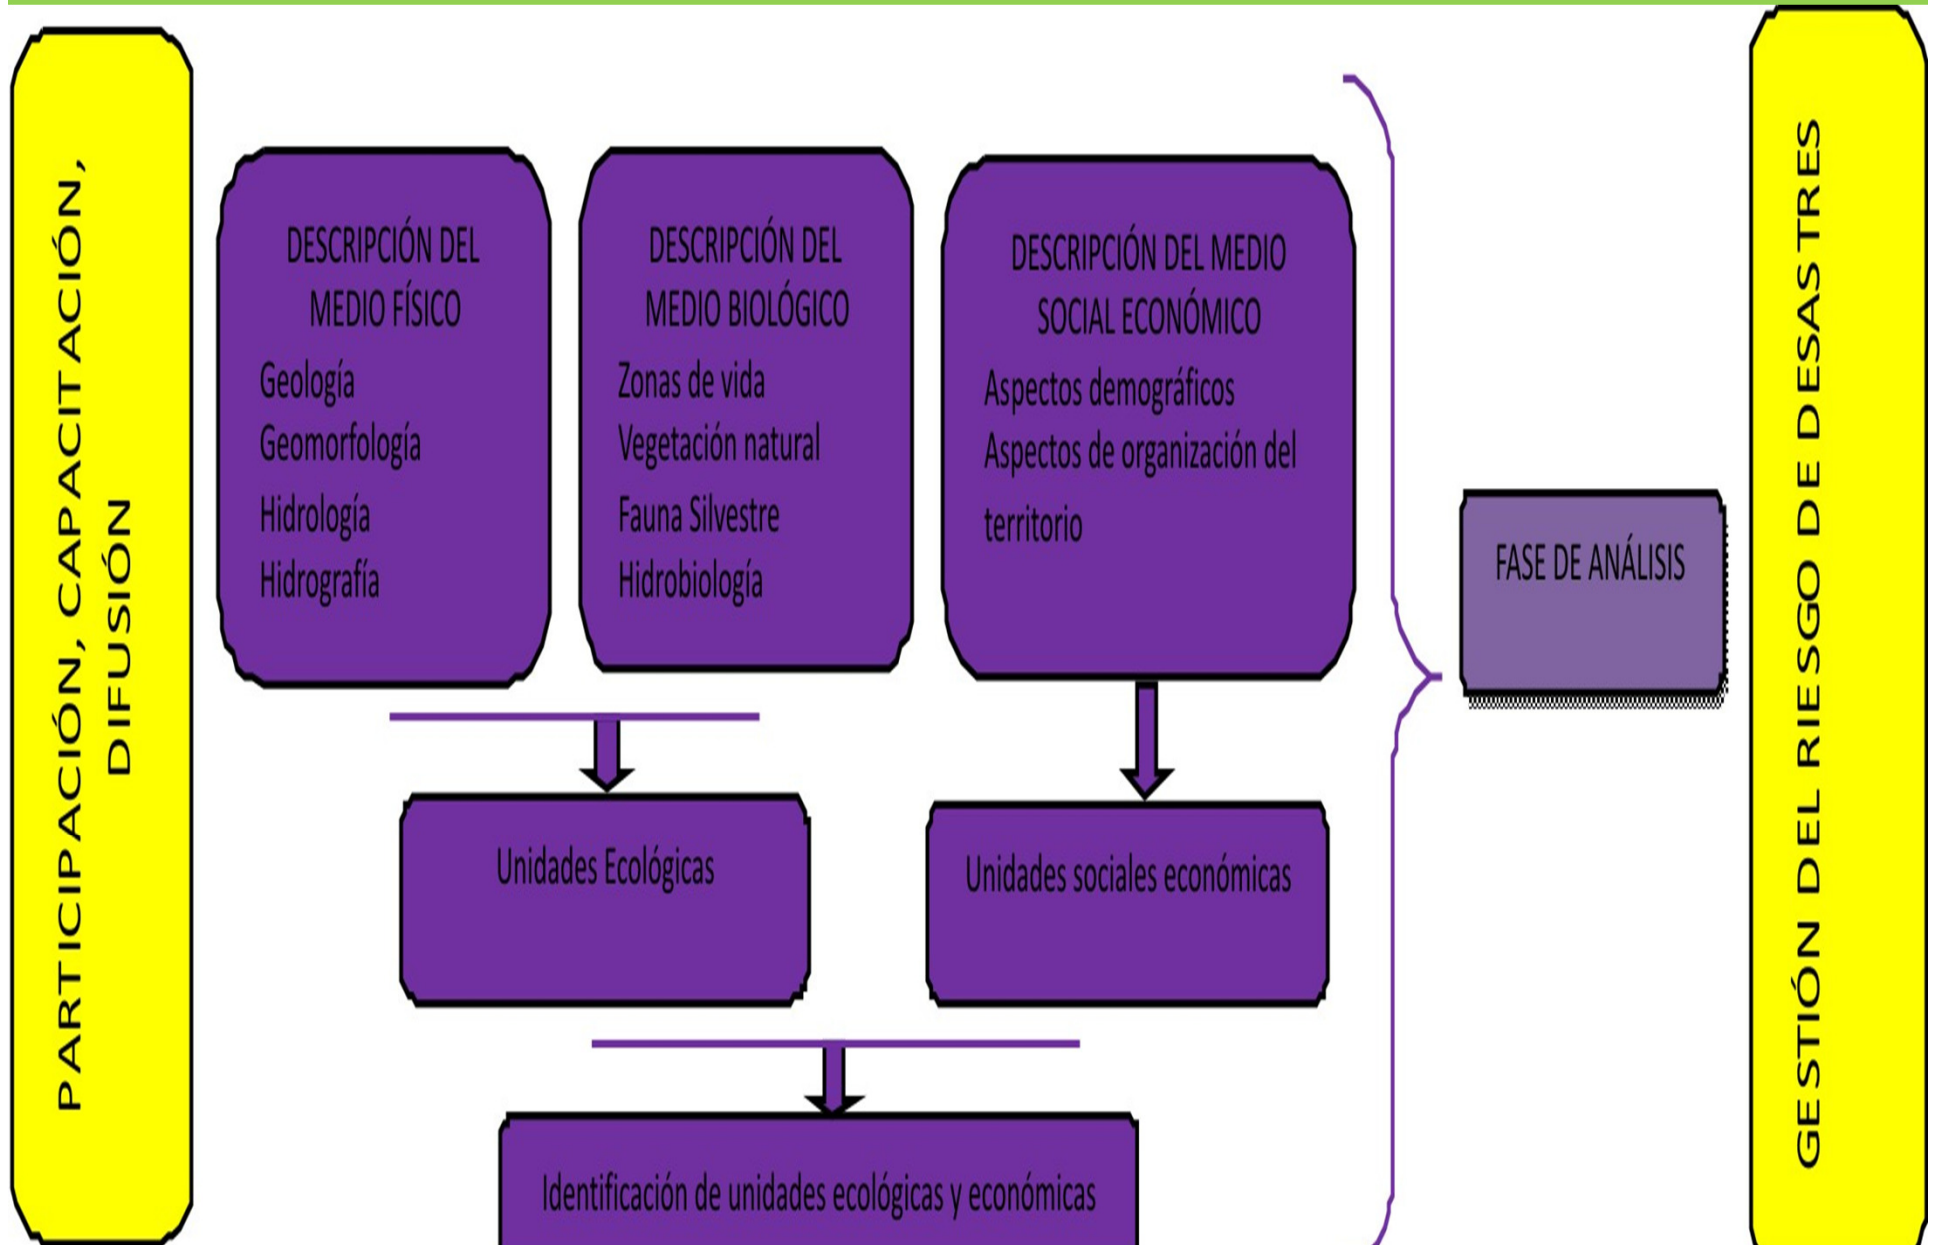 PARTICIPACIÓN, CAPACITACIÓN,
DIFUSIÓN
DESCRIPCIÓN DEL
MEDIO FÍSICO
Geología
Geomorfología
Hidrología
Hidrografía
DESCRIPCIÓN DEL
MEDIO BIOLÓGICO
Zonas de vida
Vegetación natural
Fauna Silvestre
Hidrobiología
DESCRIPCIÓN DEL MEDIO
SOCIAL ECONÓMICO
Aspectos demográficos
Aspectos de organización del
territorio
Unidades Ecológicas
Unidades sociales económicas
Identificación de unidades ecológicas y económicas
FASE DE ANÁLISIS
GESTIÓN DEL RIESGO DE DESASTRES